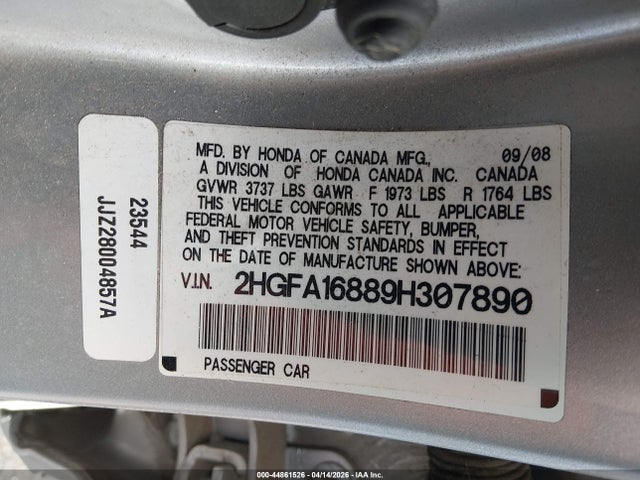 MFD. BY HONDA OF CANADA MFG., 09/08
A DIVISION OF HONDA CANADA INC. CANADA
GVWR 3737 LBS GAWR F 1973 LBS R 1764 LBS
THIS VEHICLE CONFORMS TO ALL APPLICABLE
FEDERAL MOTOR VEHICLE SAFETY, BUMPER,
AND THEFT PREVENTION STANDARDS IN EFFECT
ON THE DATE OF MANUFACTURE SHOWN ABOVE:
V.I.N. 2HGFA16889H307890
PASSENGER CAR
23544
JJZ28004857A
000-44861526 - 04/14/2026 - IAA Inc.